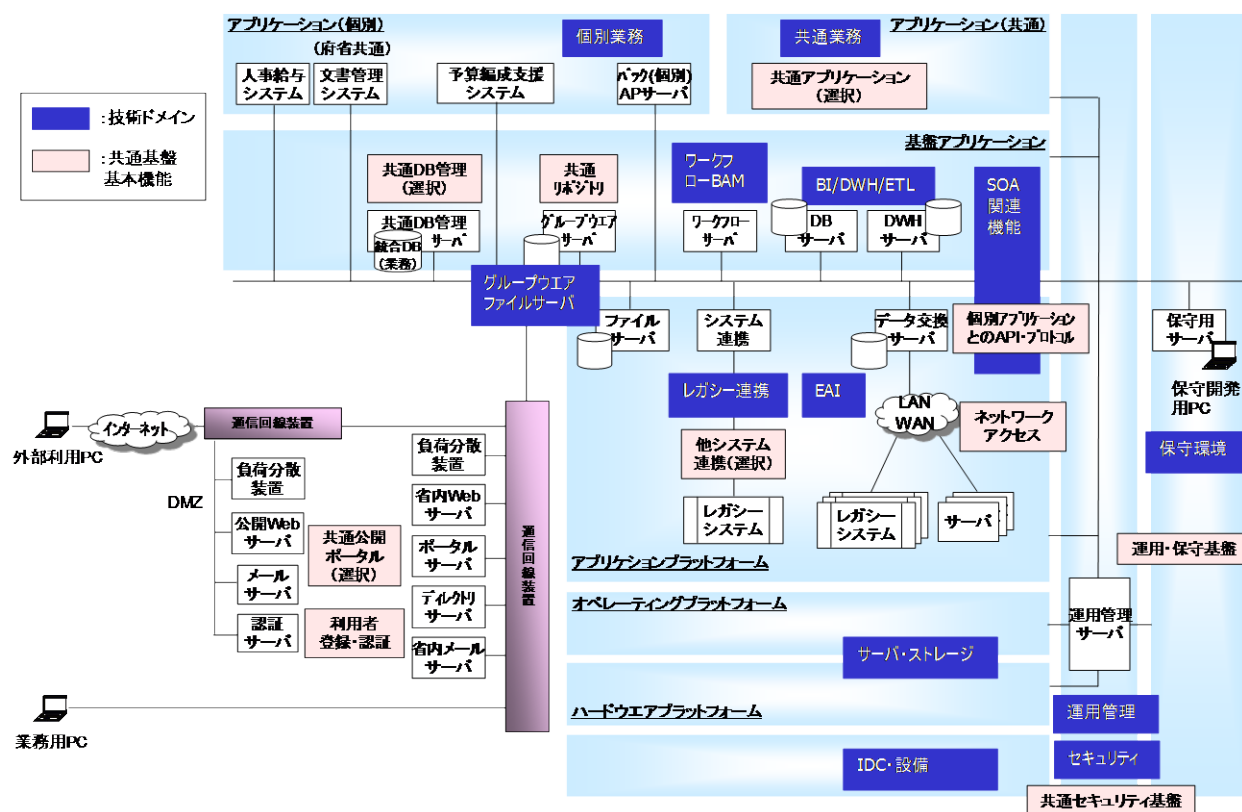 アプリケーション(個別)
(府省共通)
個別業務
共通業務
アプリケーション(共通)
人事給与
システム
文書管理
システム
予算編成支援
システム
バック(個別)
APサーバ
共通アプリケーション
(選択)
:技術ドメイン
:共通基盤
基本機能
基盤アプリケーション
共通DB管理
(選択)
共通
リポジトリ
ワークフ
ローBAM
BI/DWH/ETL
SOA
関連
機能
共通DB管理
サーバ
統合DB
(業務)
グループウエア
サーバ
ワークフロー
サーバ
DB
サーバ
DWH
サーバ
グループウエア
ファイルサーバ
ファイル
サーバ
システム
連携
データ交換
サーバ
個別アプリケーション
とのAPI・プロトコル
保守用
サーバ
保守開発
用PC
レガシー連携
EAI
LAN
WAN
ネットワーク
アクセス
保守環境
他システム
連携(選択)
レガシー
システム
レガシー
システム
サーバ
アプリケションプラットフォーム
運用・保守基盤
外部利用PC
インターネット
通信回線装置
DMZ
負荷分散
装置
公開Web
サーバ
メール
サーバ
認証
サーバ
共通公開
ポータル
(選択)
利用者
登録・認証
負荷分散
装置
省内Web
サーバ
ポータル
サーバ
ディレクトリ
サーバ
省内メール
サーバ
通信回線装置
業務用PC
オペレーティングプラットフォーム
サーバ・ストレージ
運用管理
サーバ
ハードウエアプラットフォーム
運用管理
IDC・設備
セキュリティ
共通セキュリティ基盤